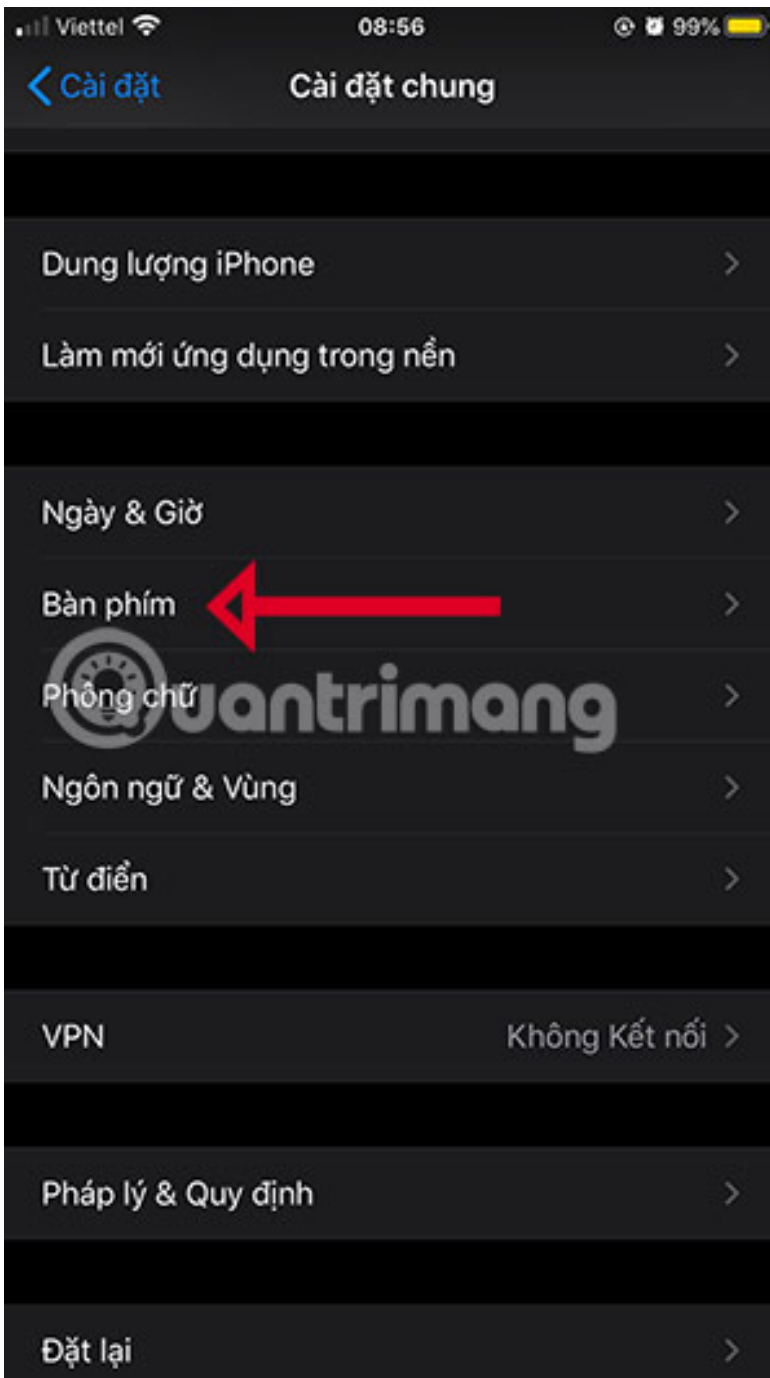 Viettel 08:56 99%
Cài đặt Cài đặt chung
Dung lượng iPhone
Làm mới ứng dụng trong nền
Ngày & Giờ
Bàn phím
Phông chữ
Quantrimang
Ngôn ngữ & Vùng
Từ điển
VPN Không Kết nối
Pháp lý & Quy định
Đặt lại